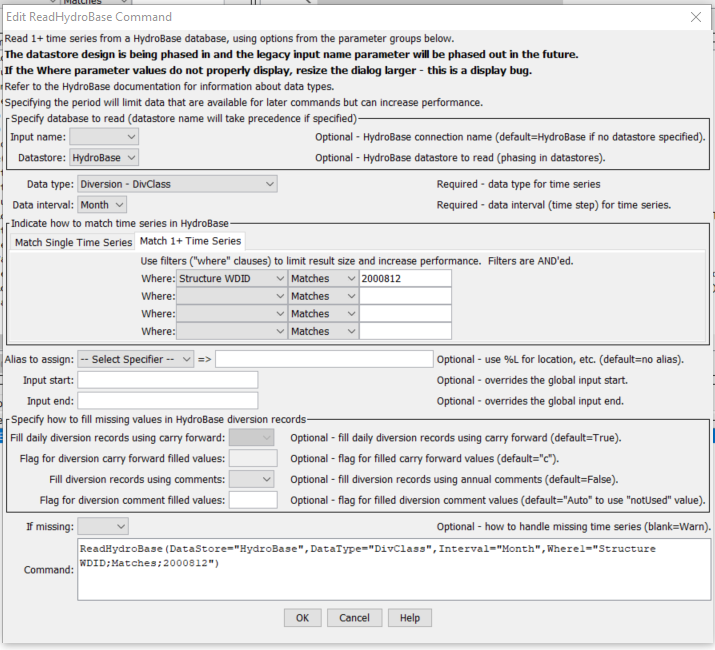 Matches
Edit ReadHydroBase Command
Read 1+ time series from a HydroBase database, using options from the parameter groups below.
The datastore design is being phased in and the legacy input name parameter will be phased out in the future.
If the Where parameter values do not properly display, resize the dialog larger - this is a display bug.
Refer to the HydroBase documentation for information about data types.
Specifying the period will limit data that are available for later commands but can increase performance.
Specify database to read (datastore name will take precedence if specified)
Input name: Optional - HydroBase connection name (default=HydroBase if no datastore specified).
Datastore: HydroBase Optional - HydroBase datastore to read (phasing in datastores).
Data type: Diversion - DivClass Required - data type for time series
Data interval: Month Required - data interval (time step) for time series.
Indicate how to match time series in HydroBase
Match Single Time Series Match 1+ Time Series
Use filters ("where" clauses) to limit result size and increase performance. Filters are AND'ed.
Where: Structure WDID Matches 2000812
Where: Matches
Where: Matches
Where: Matches
Alias to assign: -- Select Specifier -- => Optional - use %L for location, etc. (default=no alias).
Input start: Optional - overrides the global input start.
Input end: Optional - overrides the global input end.
Specify how to fill missing values in HydroBase diversion records
Fill daily diversion records using carry forward: Optional - fill daily diversion records using carry forward (default=True).
Flag for diversion carry forward filled values: Optional - flag for filled carry forward values (default="c").
Fill diversion records using comments: Optional - fill diversion records using annual comments (default=False).
Flag for diversion comment filled values: Optional - flag for filled diversion comment values (default="Auto" to use "notUsed" value).
If missing: Optional - how to handle missing time series (blank=Warn).
Command: ReadHydroBase(DataStore="HydroBase",DataType="DivClass",Interval="Month",Where1="Structure
WDID;Matches;2000812")
OK Cancel Help